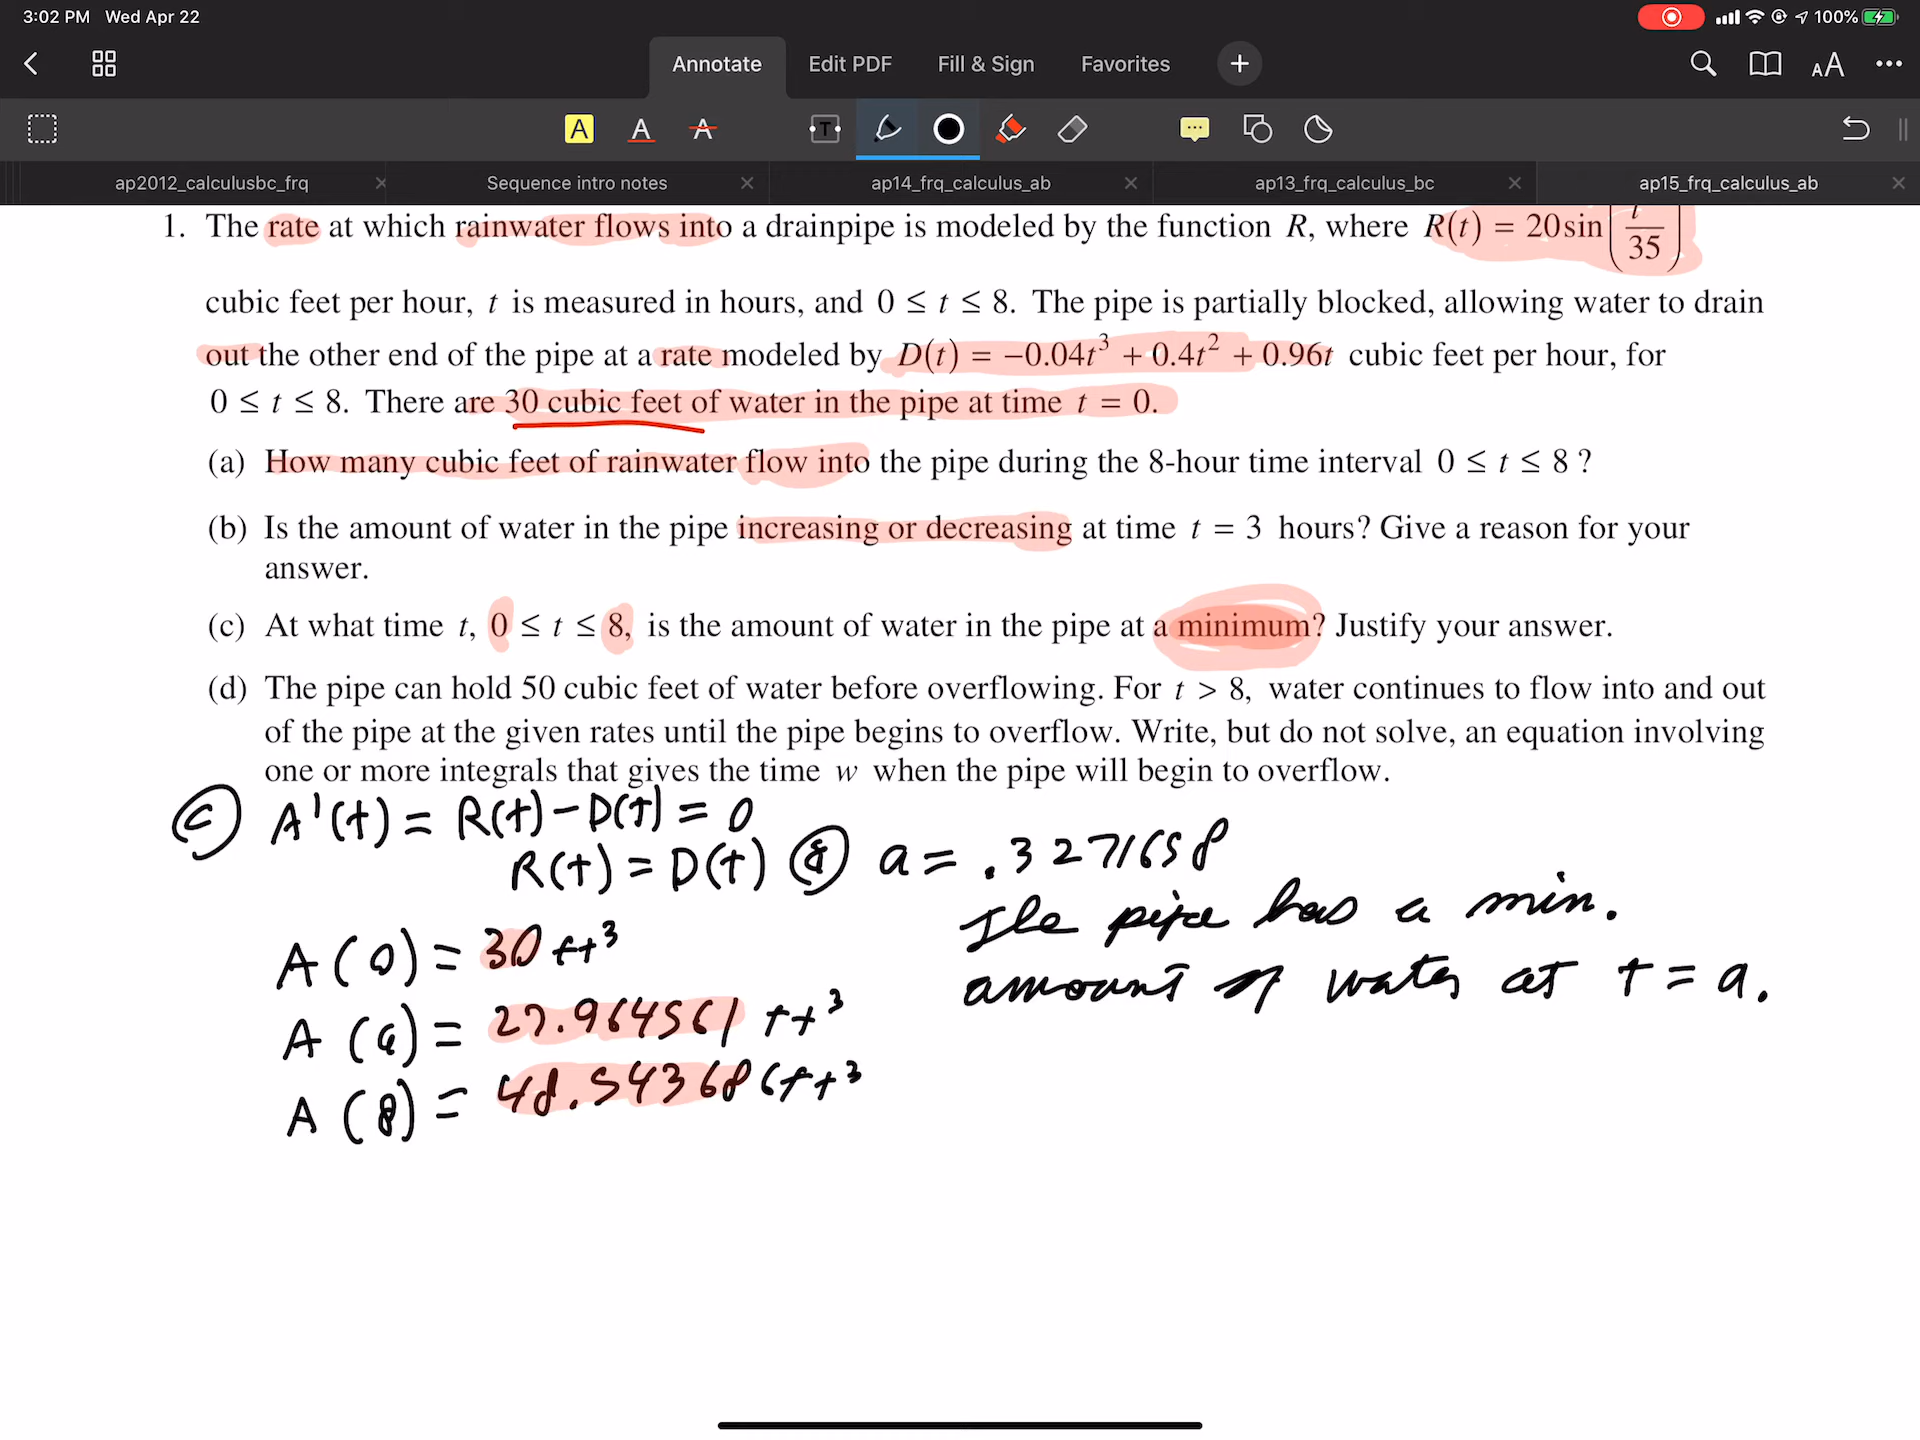 3:02 PM Wed Apr 22
100%
Annotate Edit PDF Fill & Sign Favorites +
AA
A A A T
ap2012_calculusbc_frq × Sequence intro notes × ap14_frq_calculus_ab × ap13_frq_calculus_bc × ap15_frq_calculus_ab ×
1. The rate at which rainwater flows into a drainpipe is modeled by the function R, where R(t) = 20sin(t/35)
cubic feet per hour, t is measured in hours, and 0 ≤ t ≤ 8. The pipe is partially blocked, allowing water to drain
out the other end of the pipe at a rate modeled by D(t) = −0.04t³ + 0.4t² + 0.96t cubic feet per hour, for
0 ≤ t ≤ 8. There are 30 cubic feet of water in the pipe at time t = 0.
(a) How many cubic feet of rainwater flow into the pipe during the 8-hour time interval 0 ≤ t ≤ 8 ?
(b) Is the amount of water in the pipe increasing or decreasing at time t = 3 hours? Give a reason for your
answer.
(c) At what time t, 0 ≤ t ≤ 8, is the amount of water in the pipe at a minimum? Justify your answer.
(d) The pipe can hold 50 cubic feet of water before overflowing. For t > 8, water continues to flow into and out
of the pipe at the given rates until the pipe begins to overflow. Write, but do not solve, an equation involving
one or more integrals that gives the time w when the pipe will begin to overflow.
(c) A'(t) = R(t) − D(t) = 0
R(t) = D(t) @ a = .3271658
The pipe has a min.
amount of water at t = a.
A(0) = 30 ft³
A(a) = 27.964561 ft³
A(8) = 48.543686 ft³